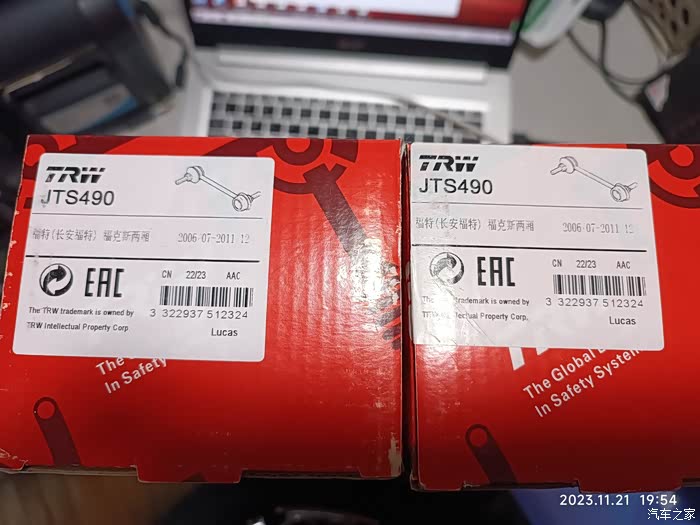 TRW
JTS490
福特(长安福特) 福克斯两厢 2006.07-2011.12
EAC
CN 22/23 AAC
The TRW trademark is owned by
TRW Intellectual Property Corp.
3 322937 512324
Lucas
The G
In Safety
TRW
JTS490
福特(长安福特) 福克斯两厢 2006.07-2011.12
EAC
CN 22/23 AAC
The TRW trademark is owned by
TRW Intellectual Property Corp.
3 322937 512324
Lucas
The Global
In Safety System
2023.11.21 19:54
汽车之家